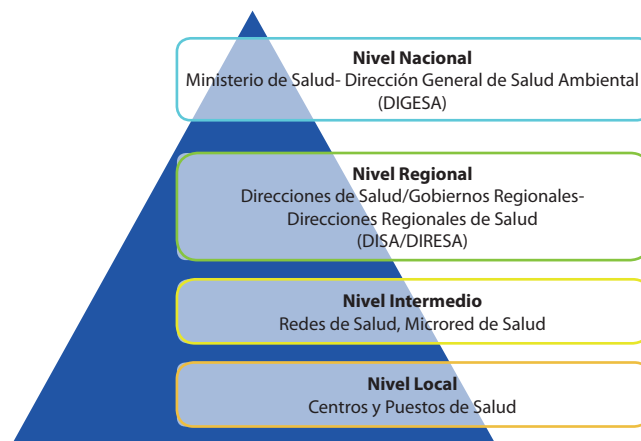 Nivel Nacional
Ministerio de Salud- Dirección General de Salud Ambiental
(DIGESA)
Nivel Regional
Direcciones de Salud/Gobiernos Regionales-
Direcciones Regionales de Salud
(DISA/DIRESA)
Nivel Intermedio
Redes de Salud, Microred de Salud
Nivel Local
Centros y Puestos de Salud